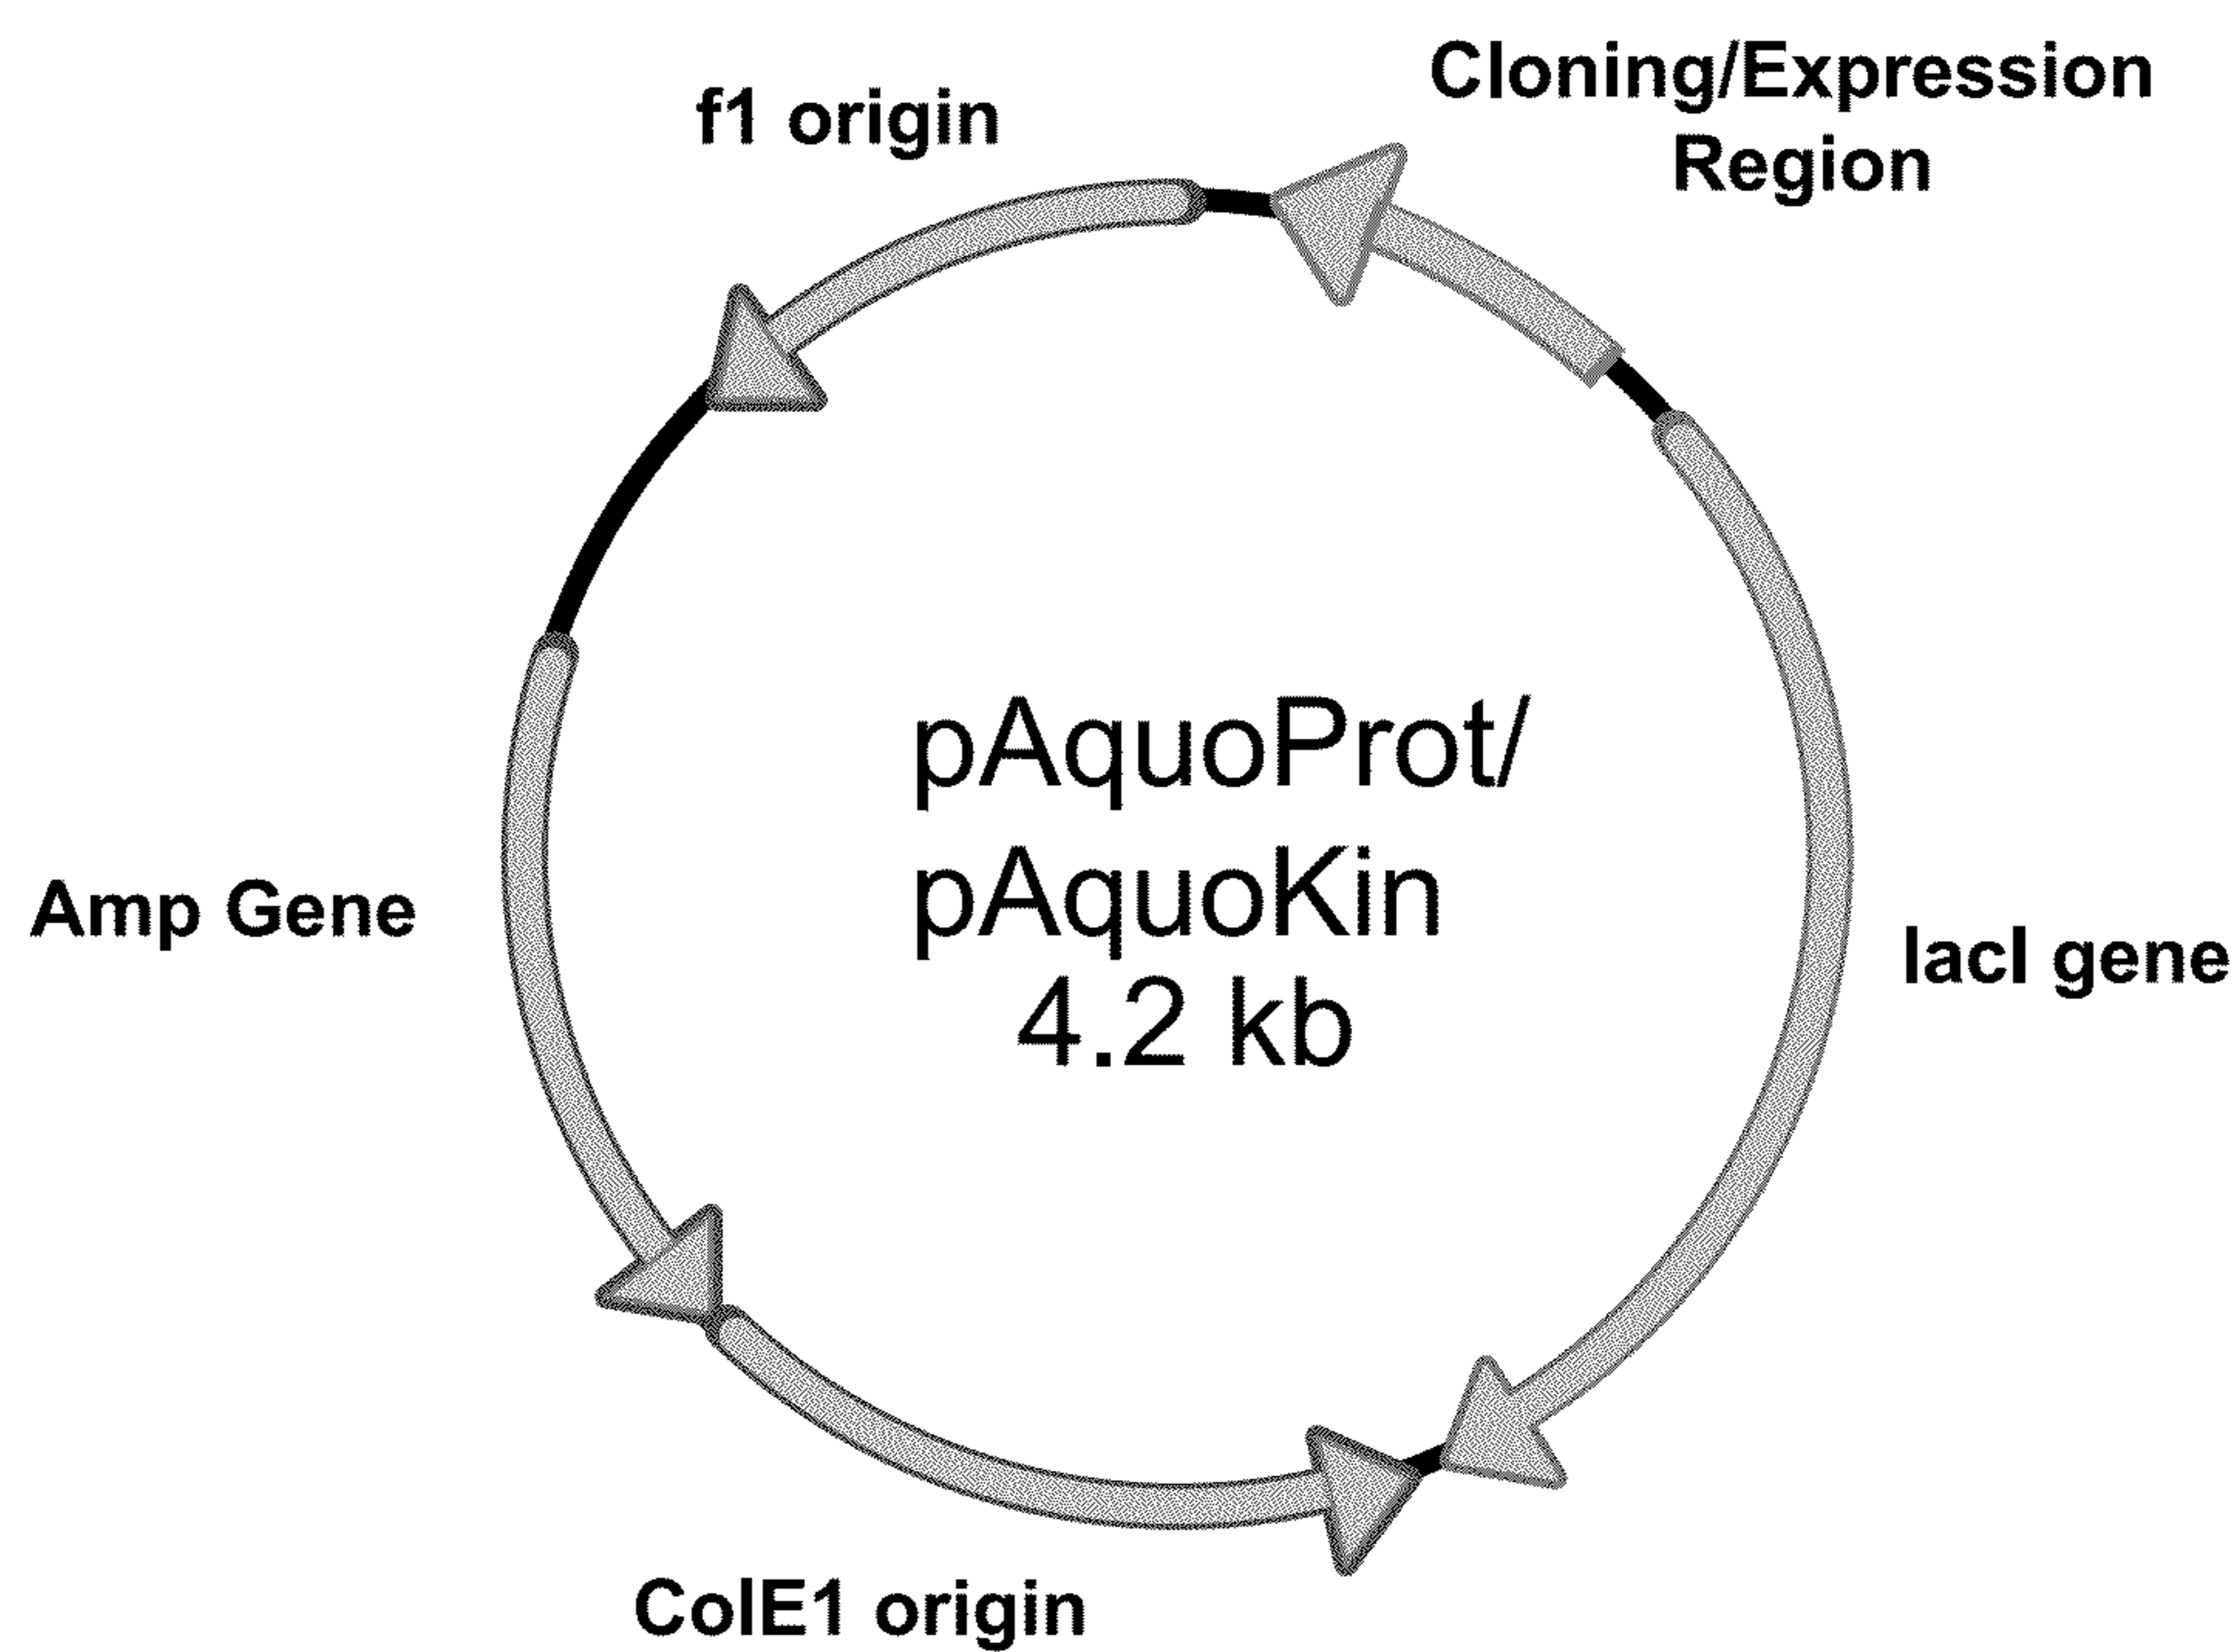 Cloning/Expression
Region
f1 origin
pAquoProt/
pAquoKin
4.2 kb
Amp Gene
lacI gene
ColE1 origin